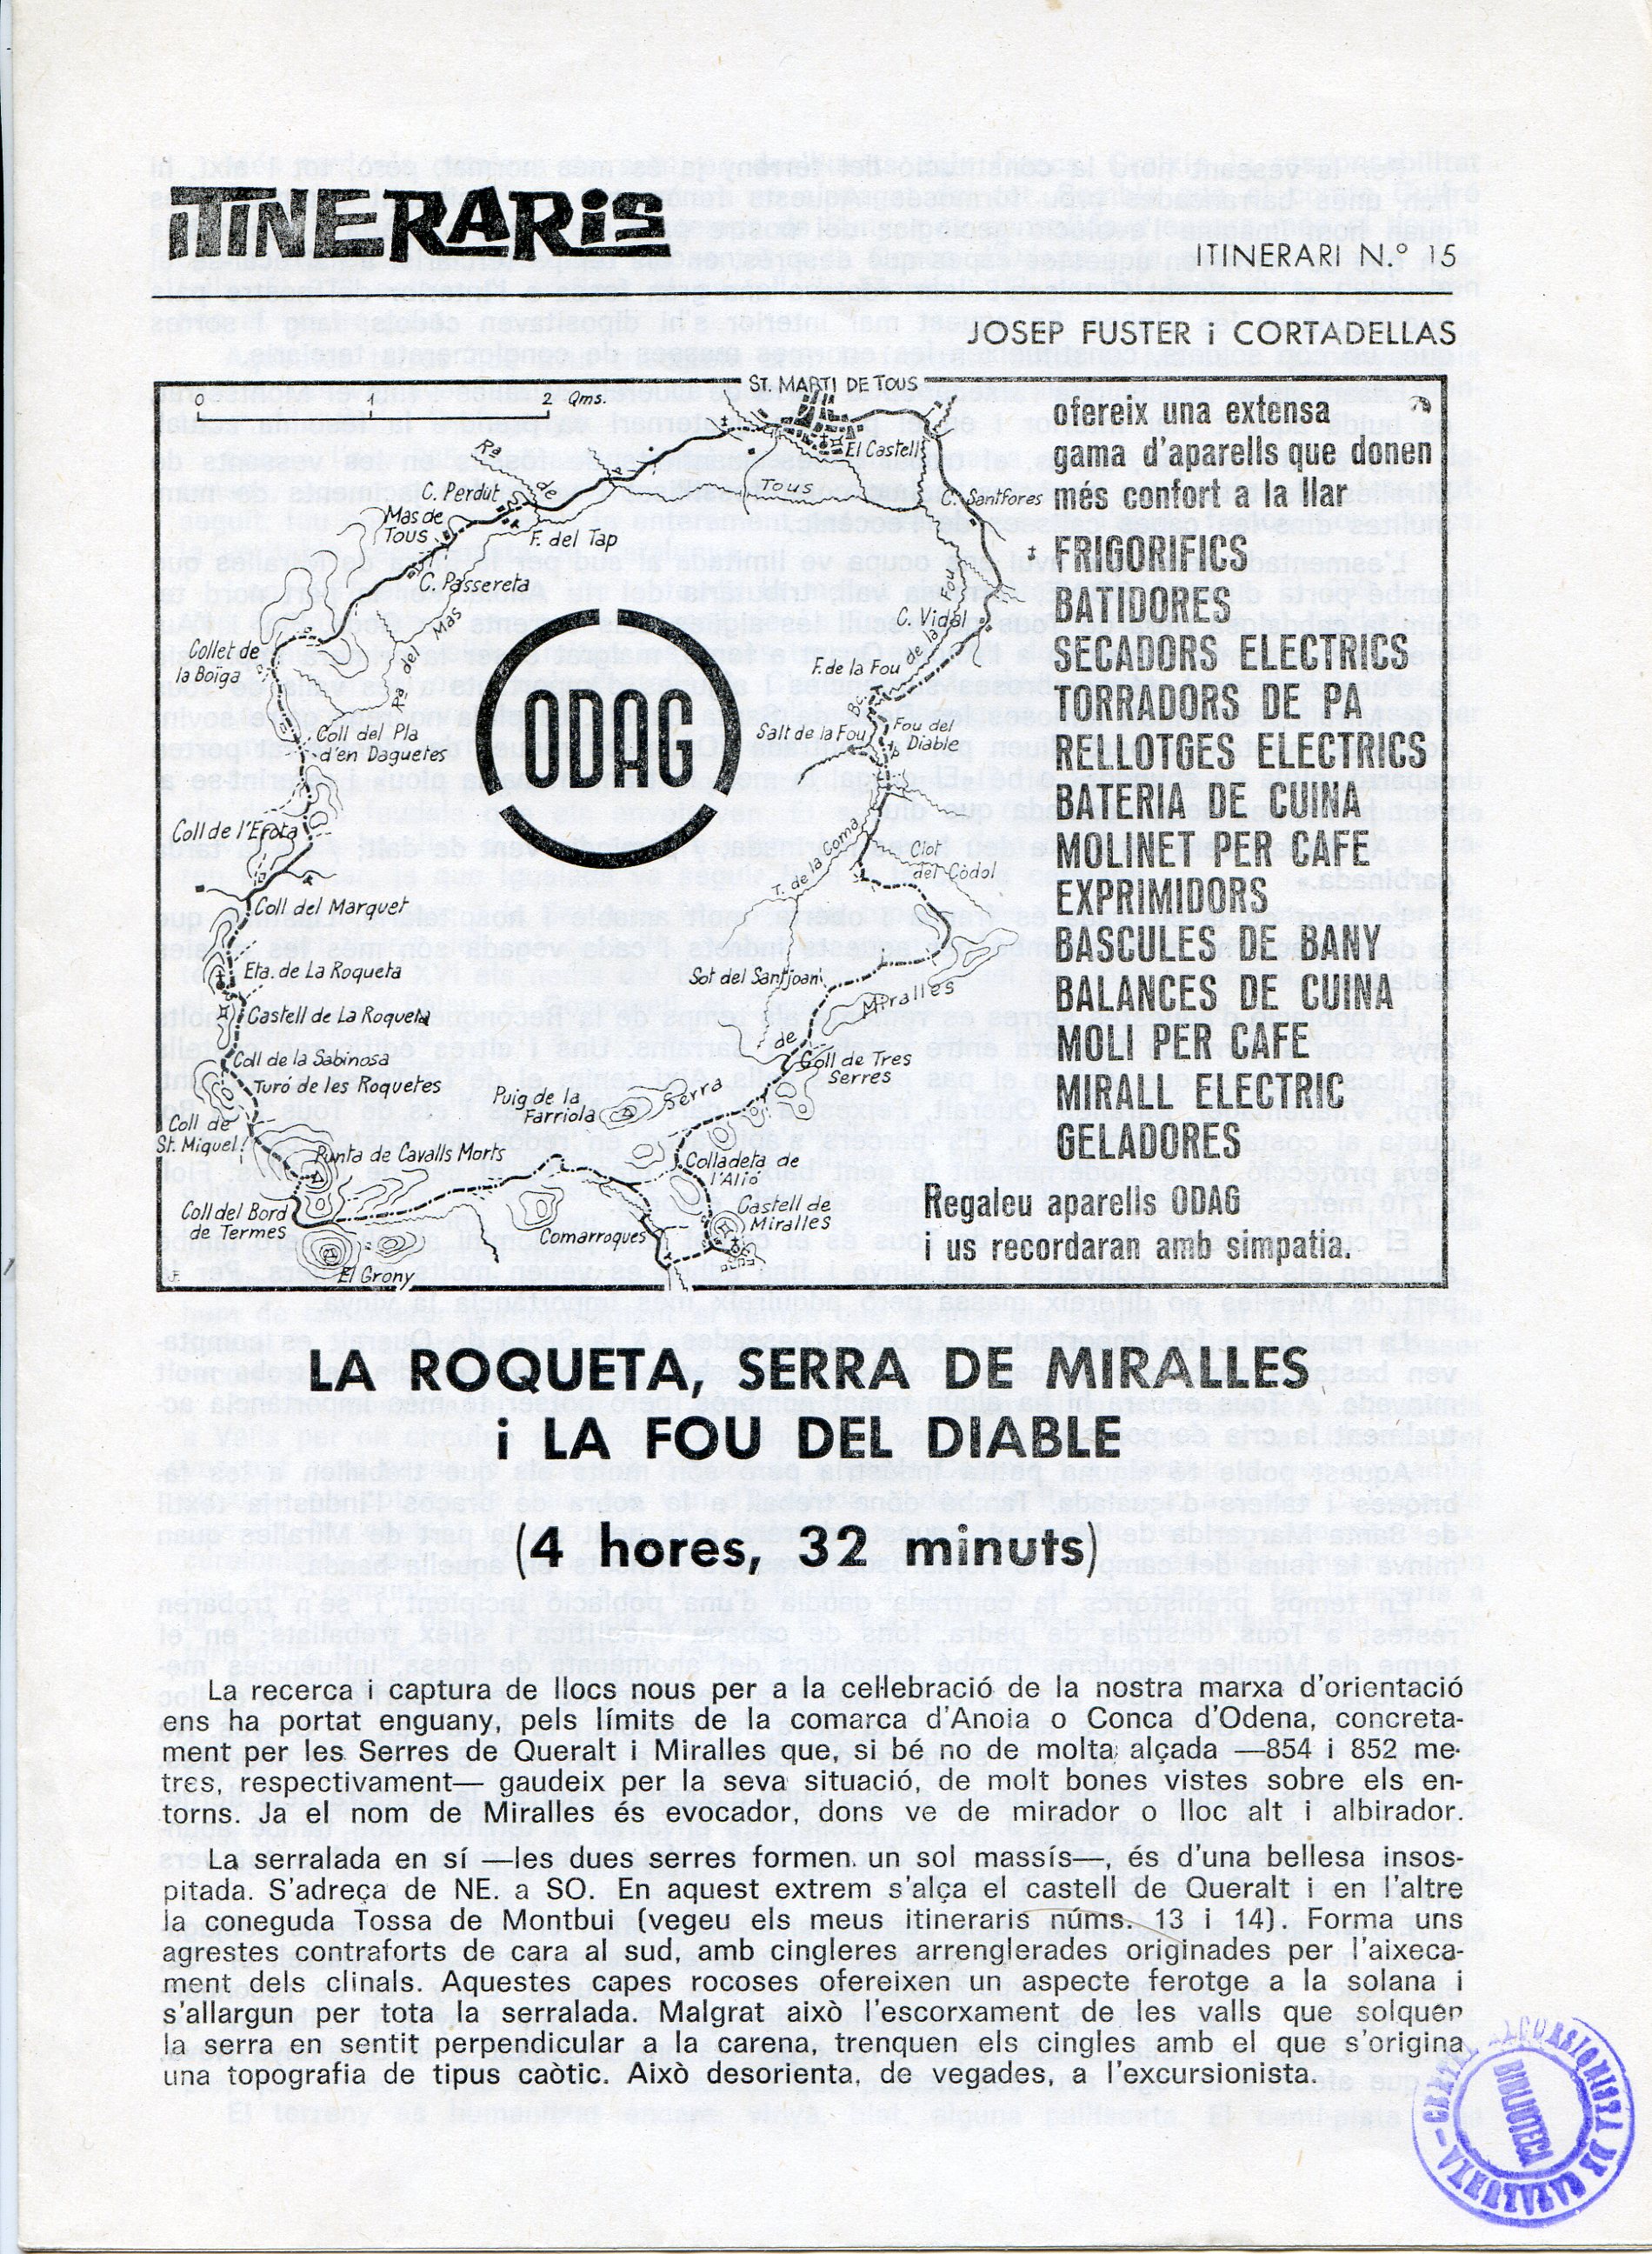 ITINERARIS
ITINERARI N.º 15
JOSEP FUSTER i CORTADELLAS
ST. MARTI DE TOUS
0 1 2 Qms.
El Castell
Ra de Tous
C. Perdut
C. Santfores
Mas de
Tous
F. del Tap
C. Passereta
Ra. del Mas
C. Vidal
Collet de
la Boïga
F. de la Fou
de la Fou
Coll del Pla
d'en Daguetes
Salt de la Fou
Fou del
Diable
Coll de l'Erota
T. de la Coma
Clot
del Còdol
Coll del Marquet
Eta. de La Roqueta
Sot del Santjoan
Castell de La Roqueta
Serra de Miralles
Coll de la Sabinosa
Coll de Tres
Serres
Turó de les Roquetes
Puig de la
Farriola
Coll de
St. Miquel
Punta de Cavalls Morts
Colladeta de
l'Alió
Coll del Bord
de Termes
Castell de
Miralles
Comarroques
El Grony
J.F.
ODAG
ofereix una extensa
gama d'aparells que donen
més confort a la llar
FRIGORIFICS
BATIDORES
SECADORS ELECTRICS
TORRADORS DE PA
RELLOTGES ELECTRICS
BATERIA DE CUINA
MOLINET PER CAFE
EXPRIMIDORS
BASCULES DE BANY
BALANCES DE CUINA
MOLI PER CAFE
MIRALL ELECTRIC
GELADORES
Regaleu aparells ODAG
i us recordaran amb simpatia.
LA ROQUETA, SERRA DE MIRALLES
i LA FOU DEL DIABLE
(4 hores, 32 minuts)
La recerca i captura de llocs nous per a la cel·lebració de la nostra marxa d'orientació
ens ha portat enguany, pels límits de la comarca d'Anoia o Conca d'Odena, concreta-
ment per les Serres de Queralt i Miralles que, si bé no de molta alçada —854 i 852 me-
tres, respectivament— gaudeix per la seva situació, de molt bones vistes sobre els en-
torns. Ja el nom de Miralles és evocador, dons ve de mirador o lloc alt i albirador.
La serralada en sí —les dues serres formen un sol massís—, és d'una bellesa insos-
pitada. S'adreça de NE. a SO. En aquest extrem s'alça el castell de Queralt i en l'altre
la coneguda Tossa de Montbui (vegeu els meus itineraris núms. 13 i 14). Forma uns
agrestes contraforts de cara al sud, amb cingleres arrenglerades originades per l'aixeca-
ment dels clinals. Aquestes capes rocoses ofereixen un aspecte ferotge a la solana i
s'allargun per tota la serralada. Malgrat això l'escorxament de les valls que solquen
la serra en sentit perpendicular a la carena, trenquen els cingles amb el que s'origina
una topografia de tipus caòtic. Això desorienta, de vegades, a l'excursionista.
CENTRE EXCURSIONISTA DE CATALUNYA
BIBLIOTECA